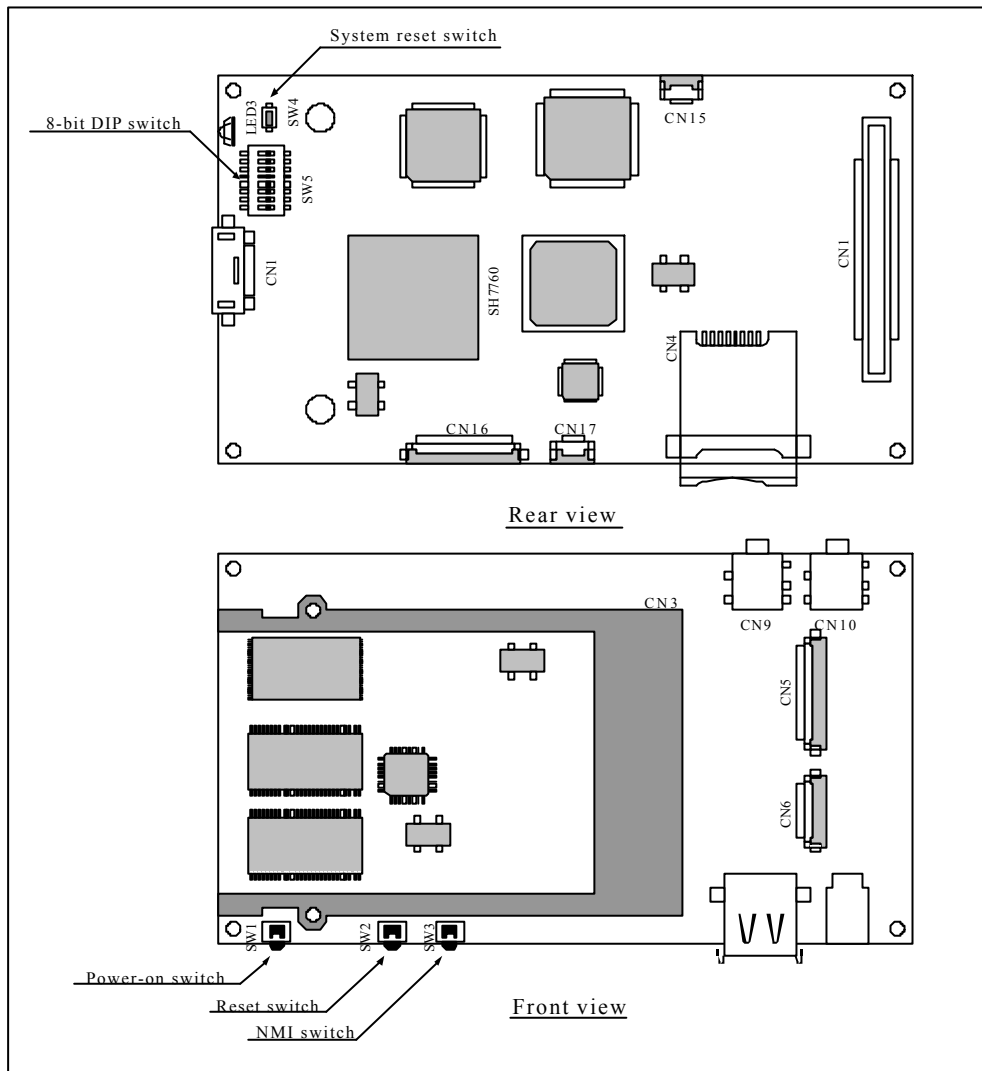 System reset switch
LED3
SW4
CN15
8-bit DIP switch
SW5
CN1
SH7760
CN1
CN4
CN16
CN17
Rear view
CN3
CN9
CN10
CN5
CN6
SW1
SW2
SW3
Power-on switch
Reset switch
Front view
NMI switch